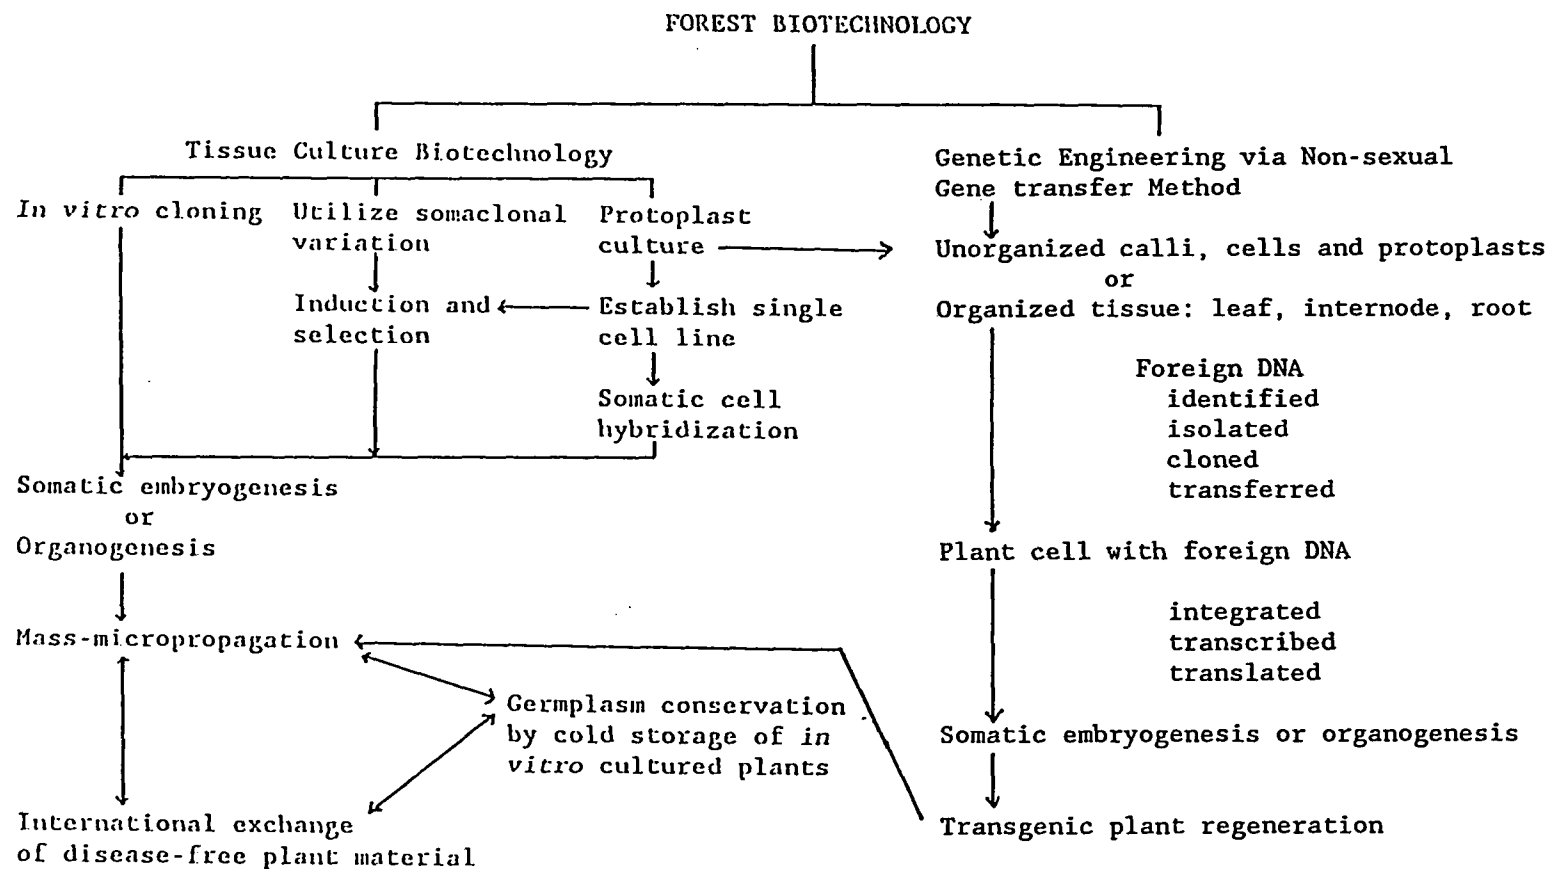 FOREST BIOTECHNOLOGY
Tissue Culture Biotechnology
In vitro cloning
Utilize somaclonal
variation
Protoplast
culture
Induction and
selection
Establish single
cell line
Somatic cell
hybridization
Somatic embryogenesis
or
Organogenesis
Mass-micropropagation
Germplasm conservation
by cold storage of in
vitro cultured plants
International exchange
of disease-free plant material
Genetic Engineering via Non-sexual
Gene transfer Method
Unorganized calli, cells and protoplasts
or
Organized tissue: leaf, internode, root
Foreign DNA
identified
isolated
cloned
transferred
Plant cell with foreign DNA
integrated
transcribed
translated
Somatic embryogenesis or organogenesis
Transgenic plant regeneration